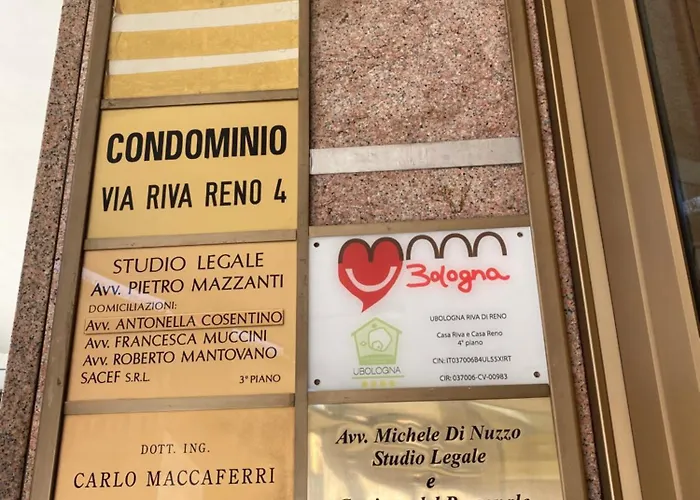 CONDOMINIO
VIA RIVA RENO 4
STUDIO LEGALE
Avv. PIETRO MAZZANTI
DOMICILIAZIONI:
Avv. ANTONELLA COSENTINO
Avv. FRANCESCA MUCCINI
Avv. ROBERTO MANTOVANO
SACEF S.R.L. 3º PIANO
DOTT. ING.
CARLO MACCAFERRI
Bologna
UBOLOGNA RIVA DI RENO
Casa Riva e Casa Reno
4° piano
CIN: IT037006B4UL5SXIRT
CIR: 037006-CV-00983
UBOLOGNA
Avv. Michele Di Nuzzo
Studio Legale
e